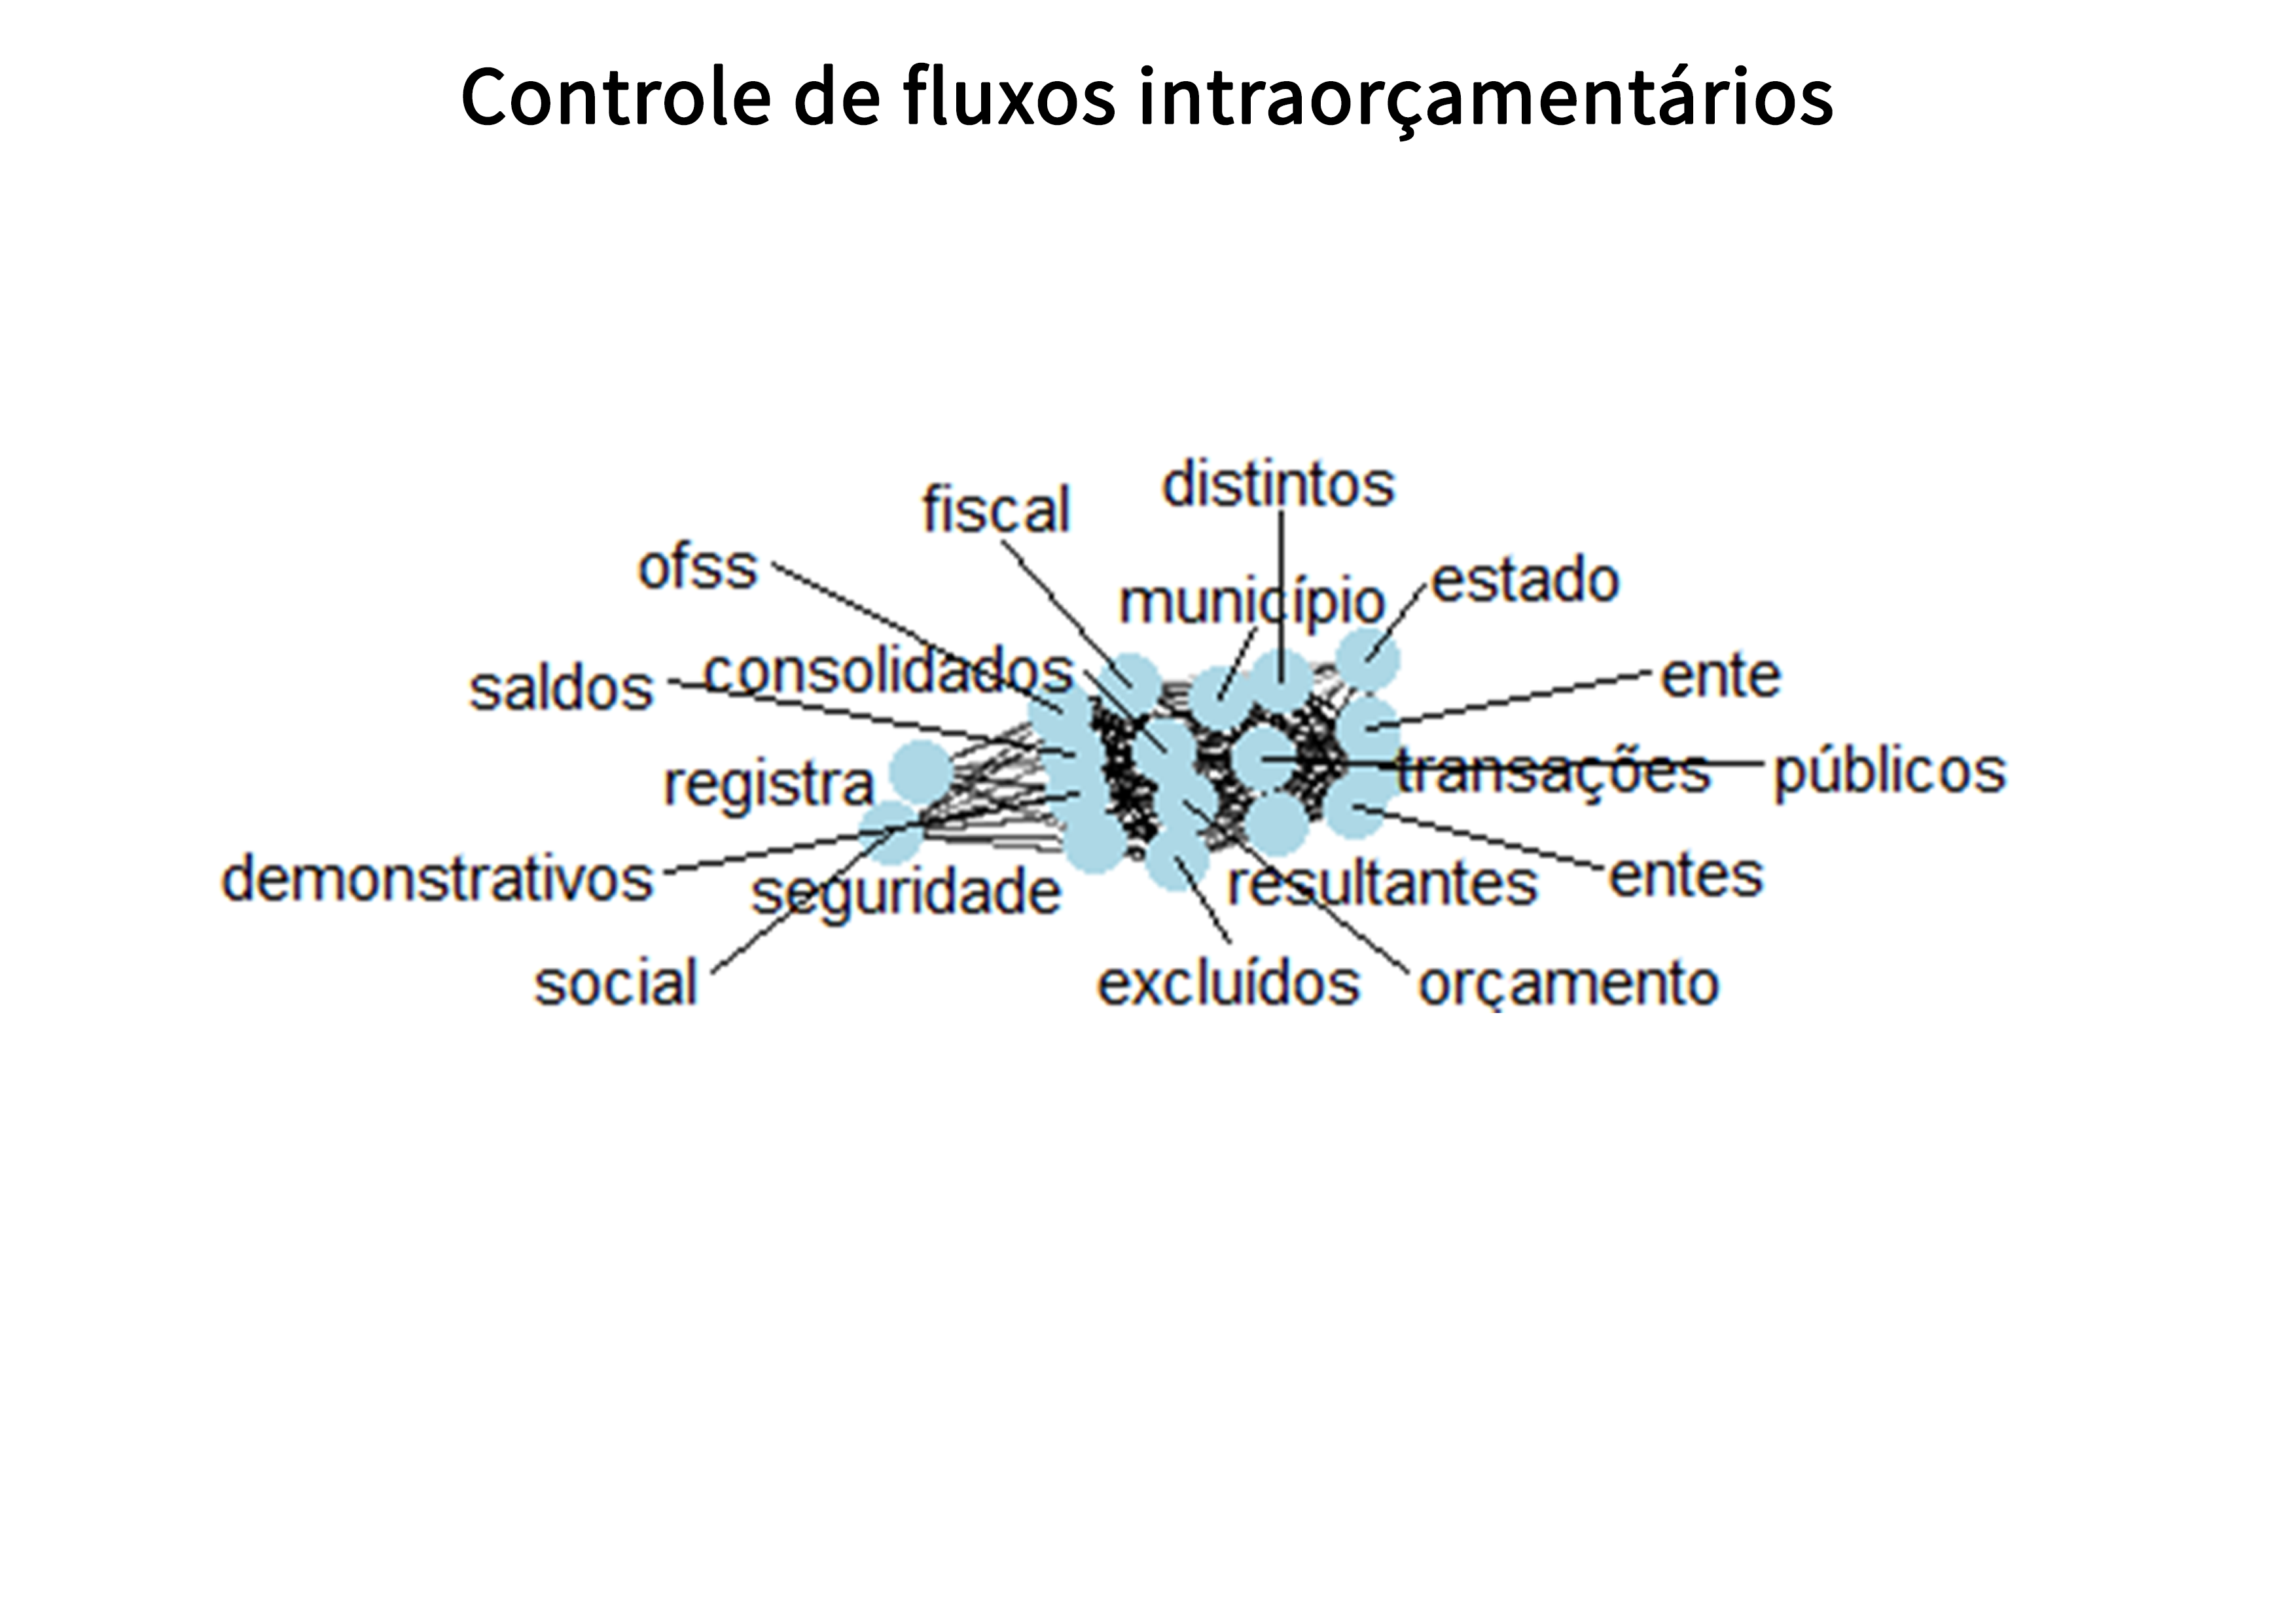 Controle de fluxos intraorçamentários
distintos
fiscal
ofss
estado
município
consolidados
ente
saldos
registra
transações
públicos
demonstrativos
seguridade
resultantes
entes
social
excluídos
orçamento